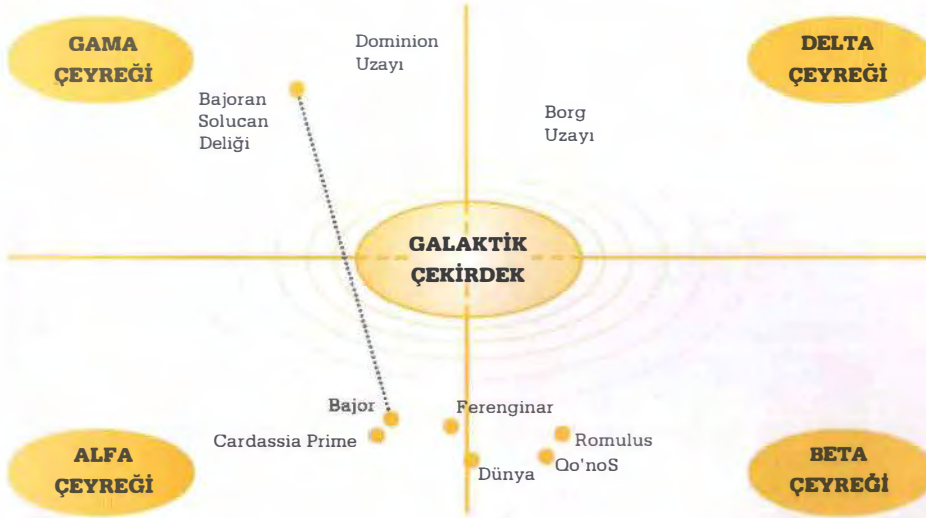 GAMA
ÇEYREĞİ
Dominion
Uzayı
DELTA
ÇEYREĞİ
Bajoran
Solucan
Deliği
Borg
Uzayı
GALAKTİK
ÇEKİRDEK
Bajor
Ferenginar
Cardassia Prime
Romulus
Qo'noS
Dünya
ALFA
ÇEYREĞİ
BETA
ÇEYREĞİ